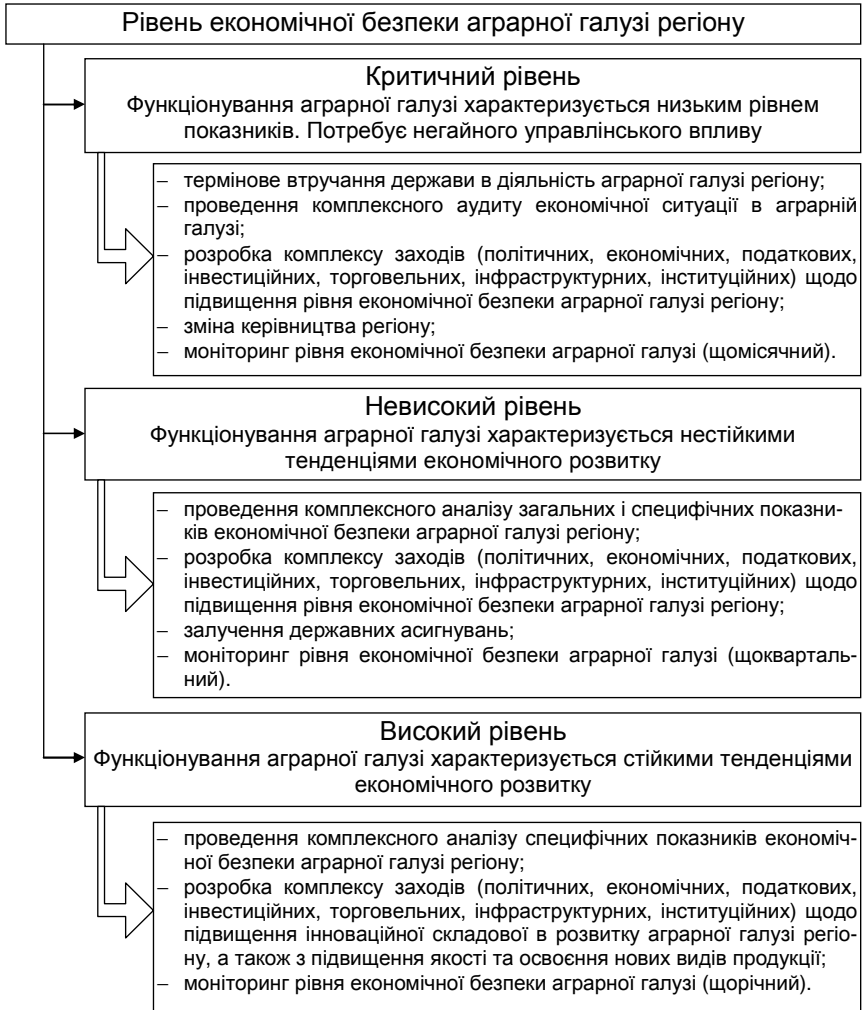 Рівень економічної безпеки аграрної галузі регіону
Критичний рівень
Функціонування аграрної галузі характеризується низьким рівнем
показників. Потребує негайного управлінського впливу
– термінове втручання держави в діяльність аграрної галузі регіону;
– проведення комплексного аудиту економічної ситуації в аграрній
галузі;
– розробка комплексу заходів (політичних, економічних, податкових,
інвестиційних, торговельних, інфраструктурних, інституційних) щодо
підвищення рівня економічної безпеки аграрної галузі регіону;
– зміна керівництва регіону;
– моніторинг рівня економічної безпеки аграрної галузі (щомісячний).
Невисокий рівень
Функціонування аграрної галузі характеризується нестійкими
тенденціями економічного розвитку
– проведення комплексного аналізу загальних і специфічних показни-
ків економічної безпеки аграрної галузі регіону;
– розробка комплексу заходів (політичних, економічних, податкових,
інвестиційних, торговельних, інфраструктурних, інституційних) щодо
підвищення рівня економічної безпеки аграрної галузі регіону;
– залучення державних асигнувань;
– моніторинг рівня економічної безпеки аграрної галузі (щокварталь-
ний).
Високий рівень
Функціонування аграрної галузі характеризується стійкими тенденціями
економічного розвитку
– проведення комплексного аналізу специфічних показників економіч-
ної безпеки аграрної галузі регіону;
– розробка комплексу заходів (політичних, економічних, податкових,
інвестиційних, торговельних, інфраструктурних, інституційних) щодо
підвищення інноваційної складової в розвитку аграрної галузі регіо-
ну, а також з підвищення якості та освоєння нових видів продукції;
– моніторинг рівня економічної безпеки аграрної галузі (щорічний).